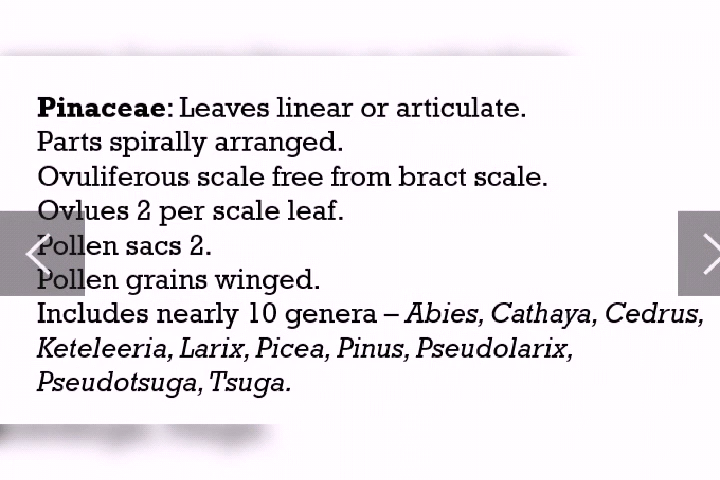 Pinaceae: Leaves linear or articulate.
Parts spirally arranged.
Ovuliferous scale free from bract scale.
Ovlues 2 per scale leaf.
Pollen sacs 2.
Pollen grains winged.
Includes nearly 10 genera – Abies, Cathaya, Cedrus,
Keteleeria, Larix, Picea, Pinus, Pseudolarix,
Pseudotsuga, Tsuga.